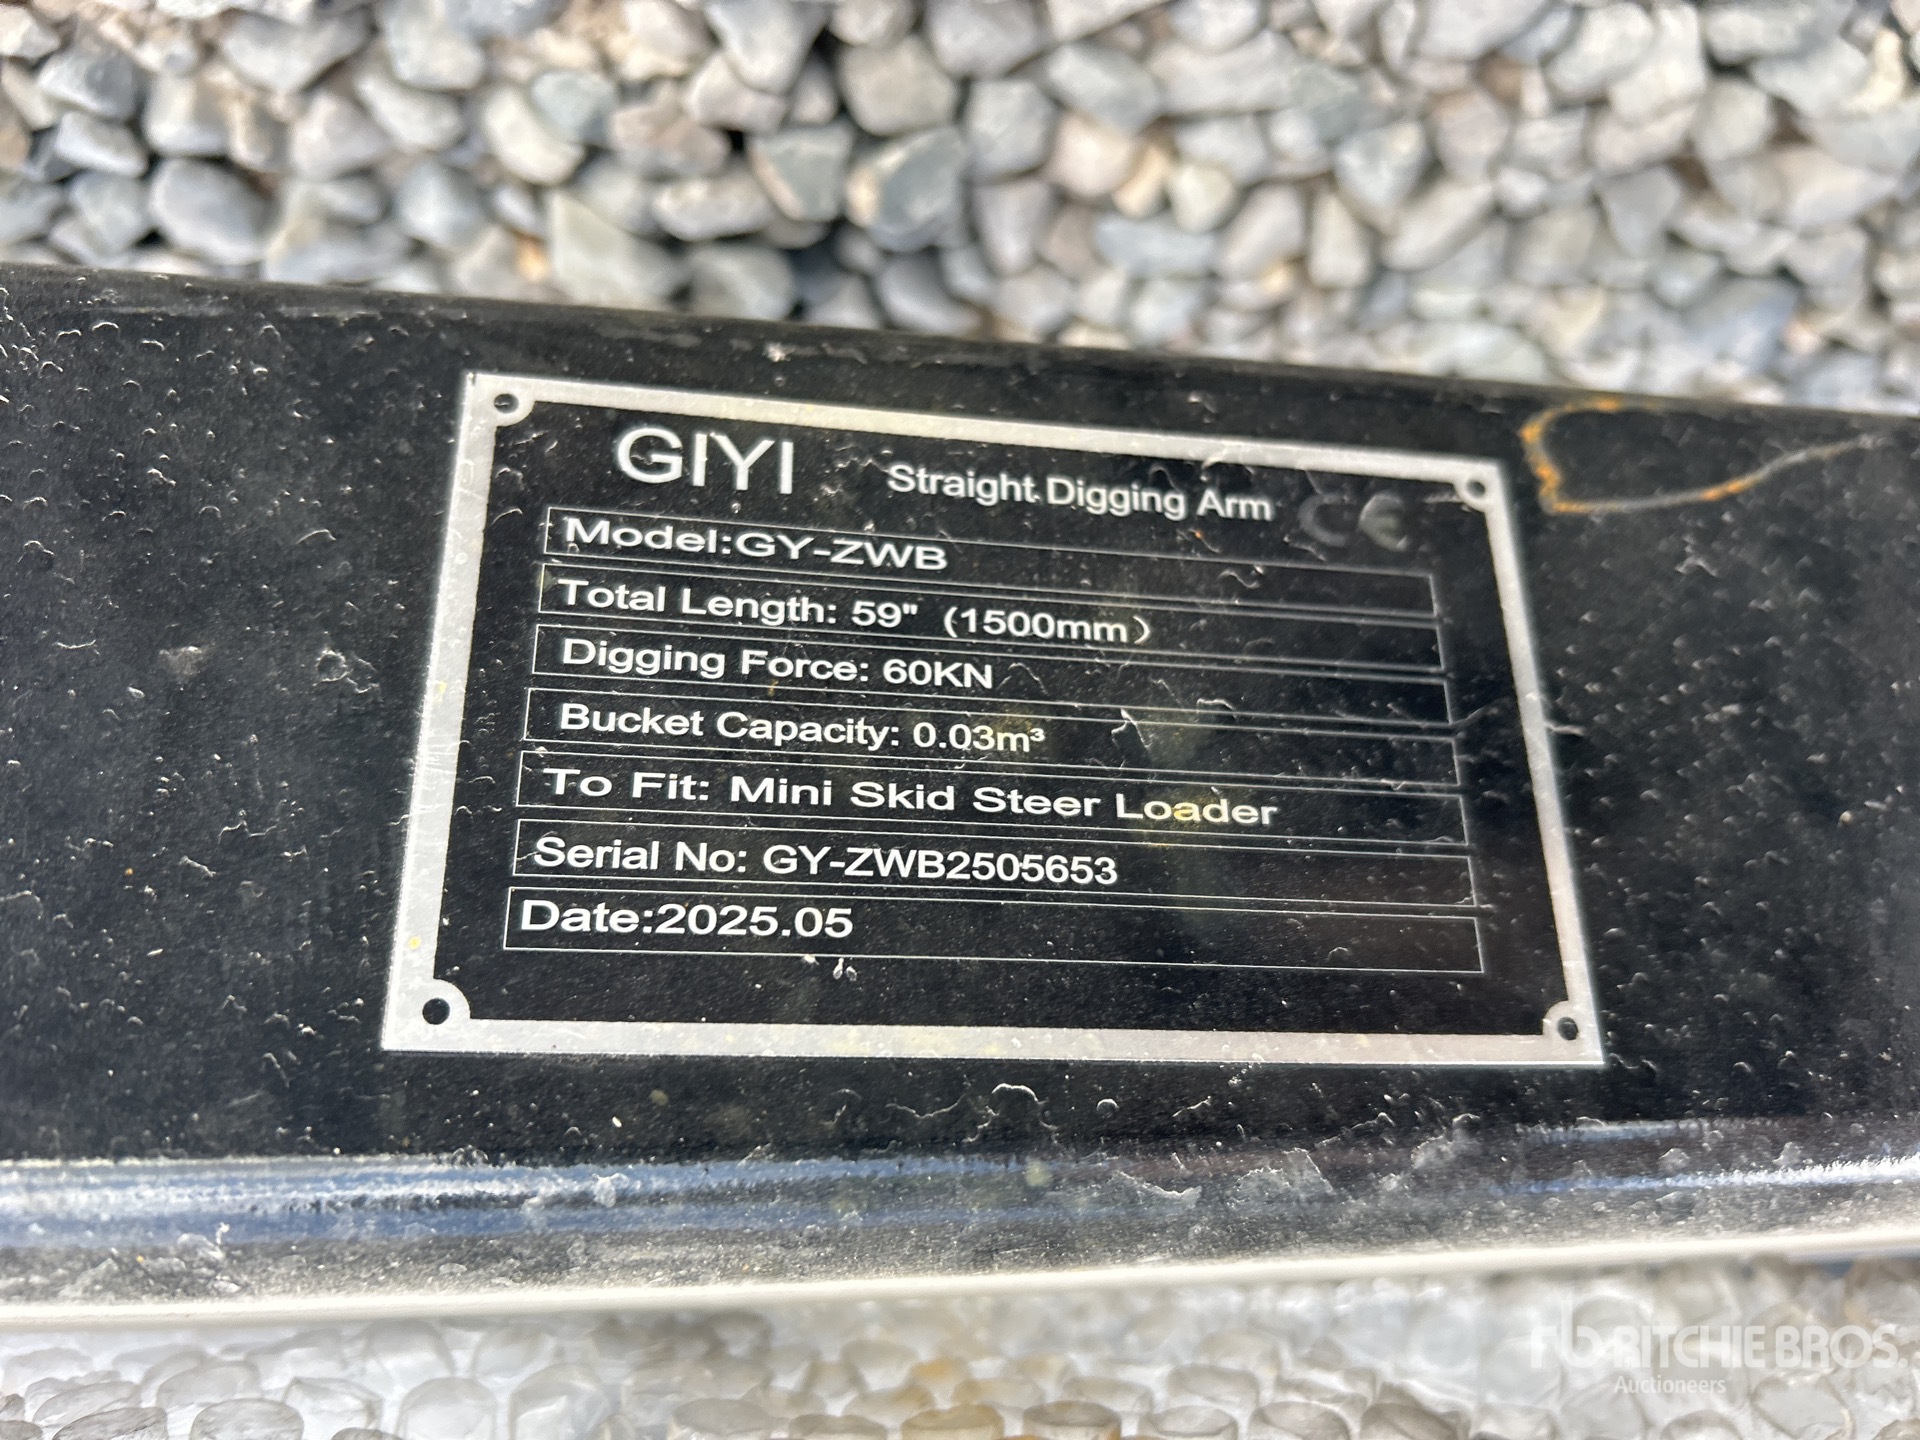 GIYI Straight Digging Arm CE
Model:GY-ZWB
Total Length: 59" (1500mm)
Digging Force: 60KN
Bucket Capacity: 0.03m³
To Fit: Mini Skid Steer Loader
Serial No: GY-ZWB2505653
Date:2025.05
rb RITCHIE BROS.
Auctioneers